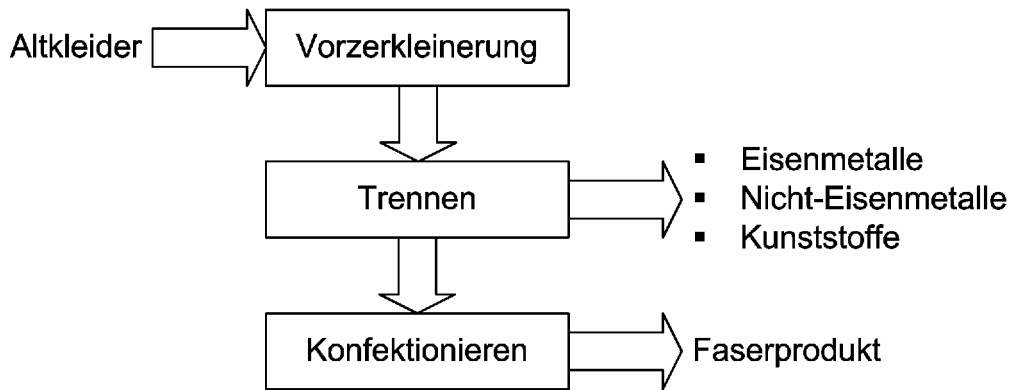 Altkleider
Vorzerkleinerung
Trennen
▪ Eisenmetalle
▪ Nicht-Eisenmetalle
▪ Kunststoffe
Konfektionieren
Faserprodukt